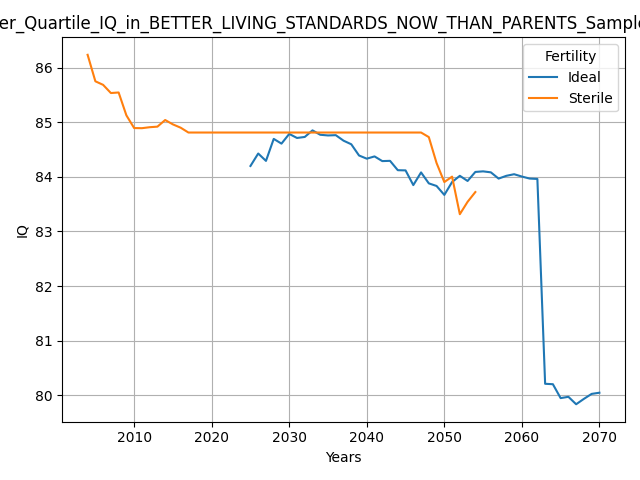 er_Quartile_IQ_in_BETTER_LIVING_STANDARDS_NOW_THAN_PARENTS_Sample
Fertility
Ideal
Sterile
IQ
86
85
84
83
82
81
80
2010 2020 2030 2040 2050 2060 2070
Years